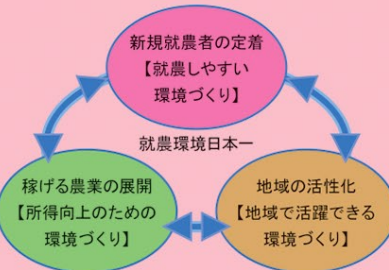 新規就農者の定着
【就農しやすい
環境づくり】
就農環境日本一
稼げる農業の展開
【所得向上のための
環境づくり】
地域の活性化
【地域で活躍できる
環境づくり】